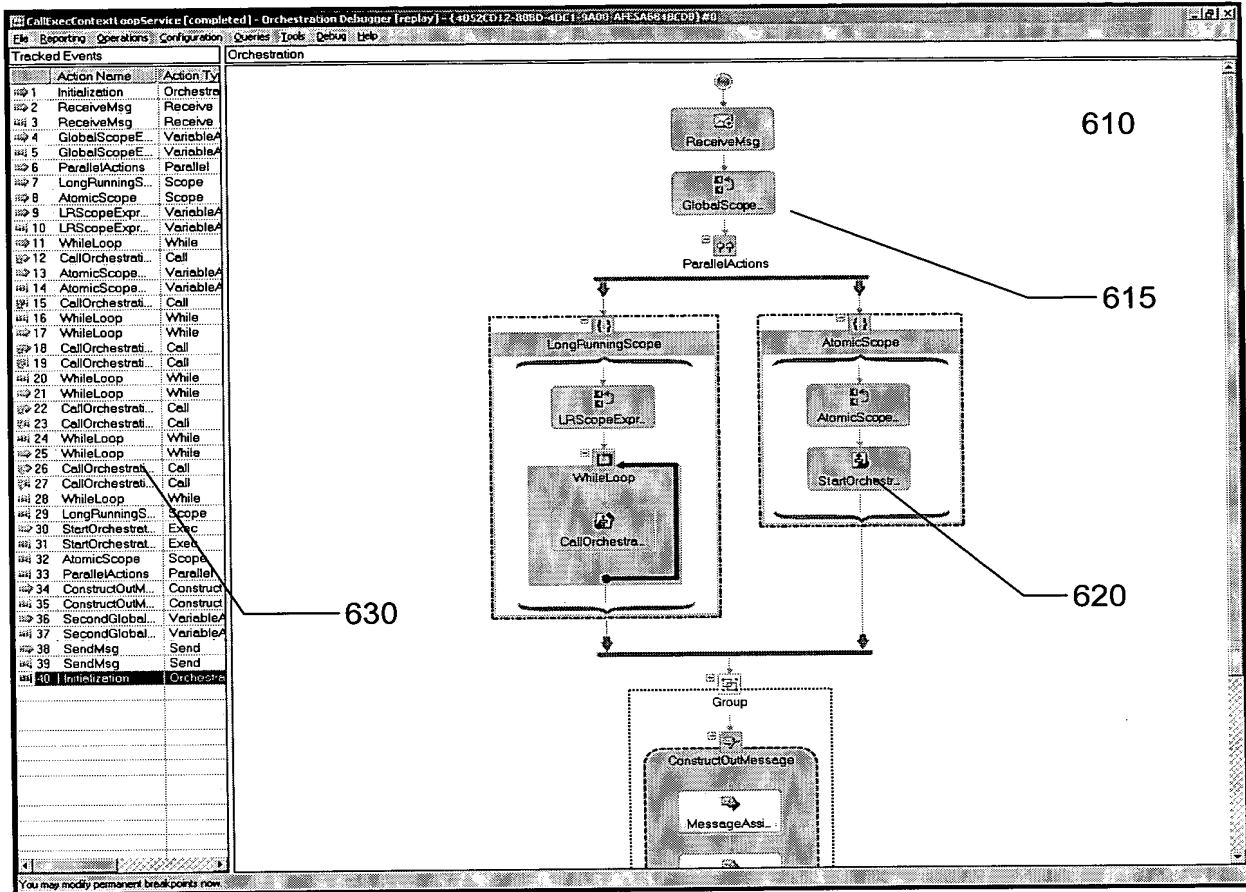 CallExecContextLoopService [completed] - Orchestration Debugger [replay] - {4052CD12-808D-4DC1-9A00-AFE5A684BCD8}#0
File Reporting Operations Configuration Queries Tools Debug Help
Tracked Events
Orchestration
Action Name Action Ty
1 Initialization Orchestra
2 ReceiveMsg Receive
3 ReceiveMsg Receive
4 GlobalScopeE... VariableA
5 GlobalScopeE... VariableA
6 ParallelActions Parallel
7 LongRunningS... Scope
8 AtomicScope Scope
9 LRScopeExpr... VariableA
10 LRScopeExpr... VariableA
11 WhileLoop While
12 CallOrchestrati... Call
13 AtomicScope... VariableA
14 AtomicScope... VariableA
15 CallOrchestrati... Call
16 WhileLoop While
17 WhileLoop While
18 CallOrchestrati... Call
19 CallOrchestrati... Call
20 WhileLoop While
21 WhileLoop While
22 CallOrchestrati... Call
23 CallOrchestrati... Call
24 WhileLoop While
25 WhileLoop While
26 CallOrchestrati... Call
27 CallOrchestrati... Call
28 WhileLoop While
29 LongRunningS... Scope
30 StartOrchestrat... Exec
31 StartOrchestrat... Exec
32 AtomicScope Scope
33 ParallelActions Parallel
34 ConstructOutM... Construct
35 ConstructOutM... Construct
36 SecondGlobal... VariableA
37 SecondGlobal... VariableA
38 SendMsg Send
39 SendMsg Send
40 Initialization Orchestra
ReceiveMsg
GlobalScope...
ParallelActions
LongRunningScope
AtomicScope
LRScopeExpr...
AtomicScope...
WhileLoop
StartOrchestr...
CallOrchestra...
Group
ConstructOutMessage
MessageAssi...
610
615
620
630
You may modify permanent breakpoints now.